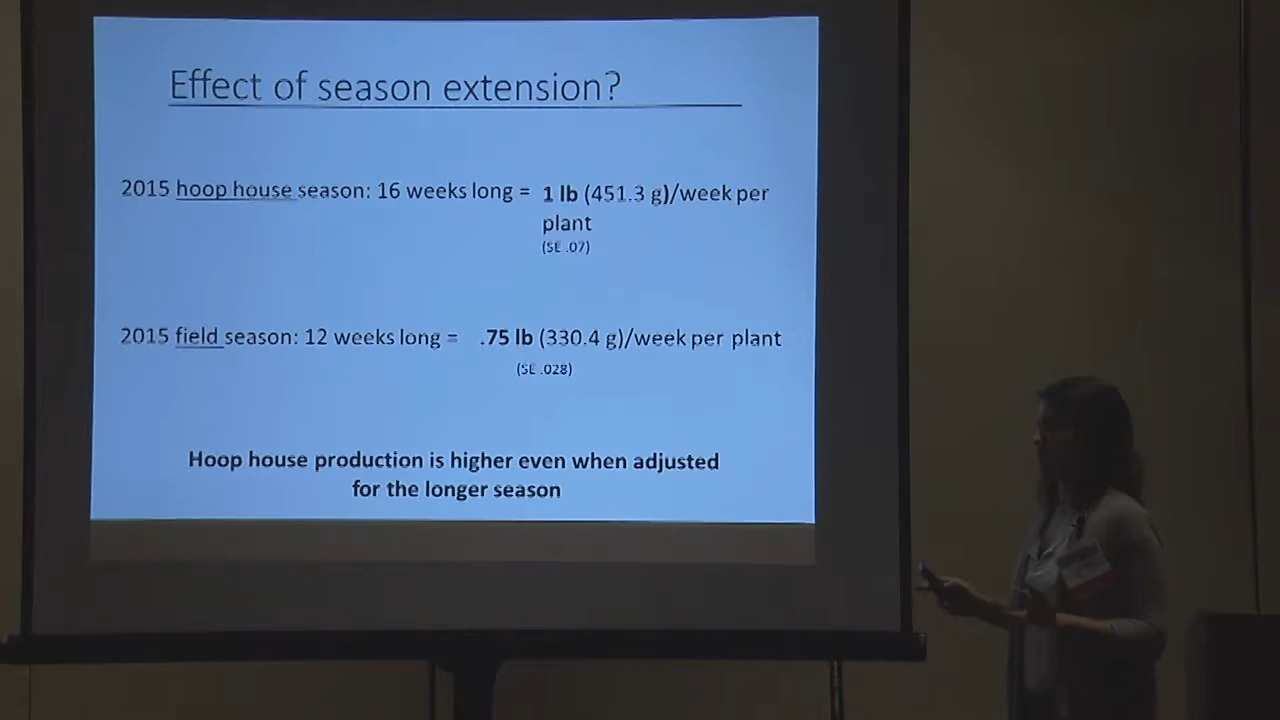 Effect of season extension?
2015 hoop house season: 16 weeks long = 1 lb (451.3 g)/week per
plant
(SE .07)
2015 field season: 12 weeks long = .75 lb (330.4 g)/week per plant
(SE .028)
Hoop house production is higher even when adjusted
for the longer season